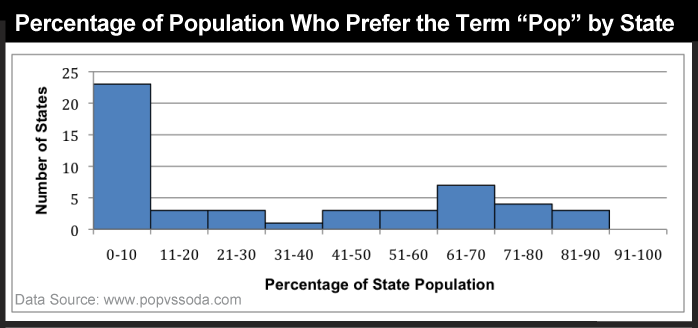 Percentage of Population Who Prefer the Term “Pop” by State
25
20
15
10
5
0
Number of States
0-10 11-20 21-30 31-40 41-50 51-60 61-70 71-80 81-90 91-100
Percentage of State Population
Data Source: www.popvssoda.com